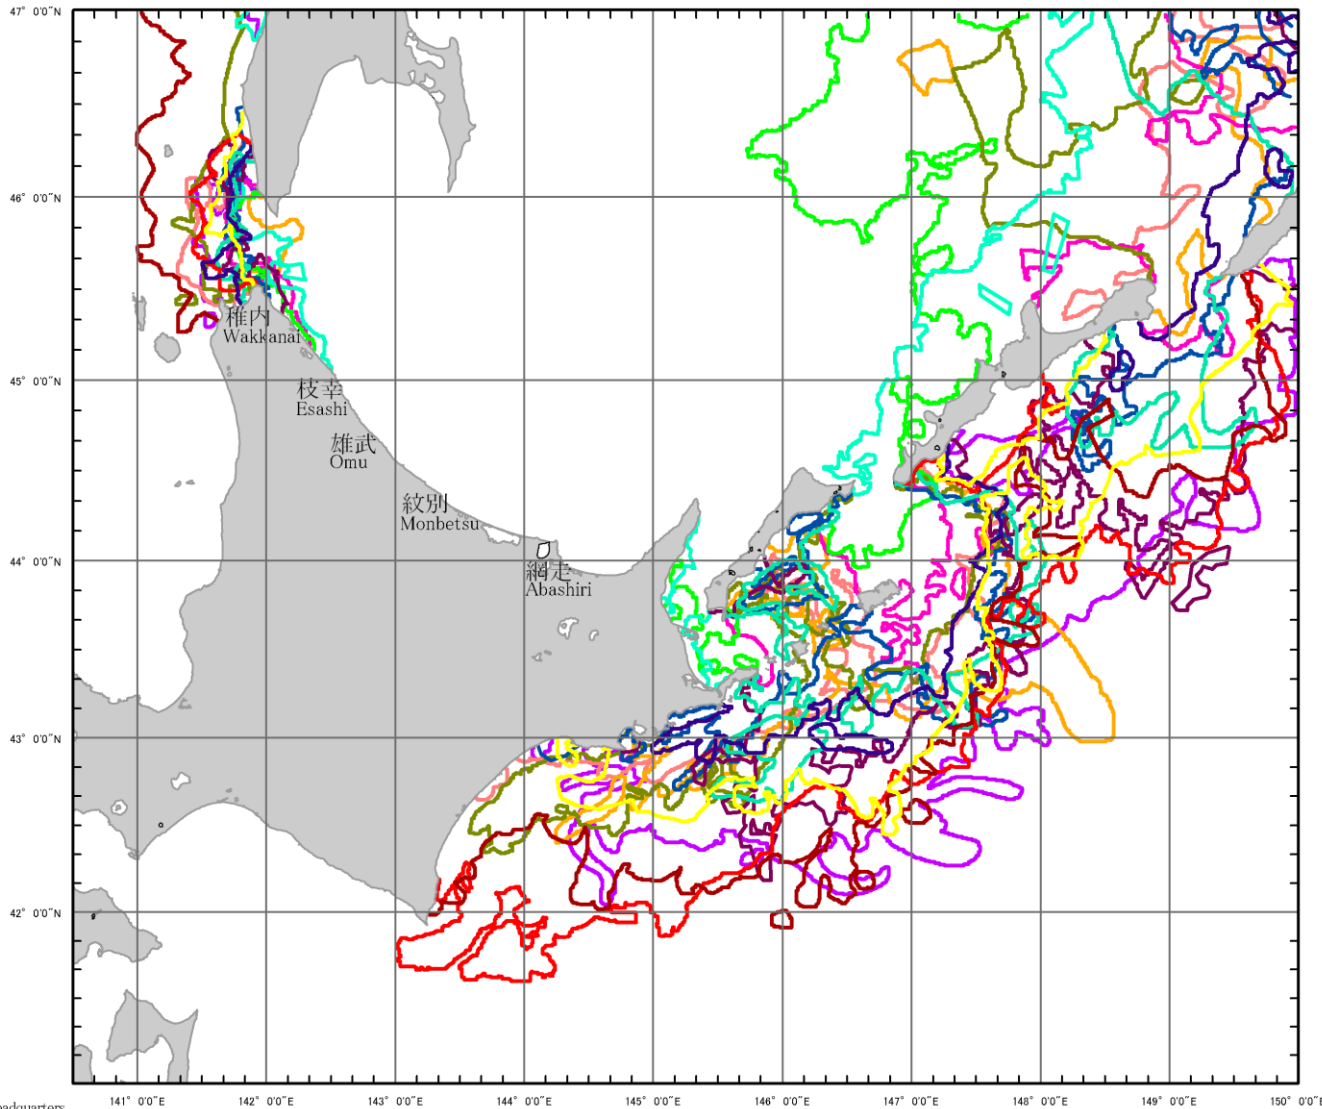 47° 0'0"N
46° 0'0"N
稚内
Wakkanai
45° 0'0"N
枝幸
Esashi
雄武
Omu
紋別
Monbetsu
44° 0'0"N
網走
Abashiri
43° 0'0"N
42° 0'0"N
141° 0'0"E
142° 0'0"E
143° 0'0"E
144° 0'0"E
145° 0'0"E
146° 0'0"E
147° 0'0"E
148° 0'0"E
149° 0'0"E
150° 0'0"E